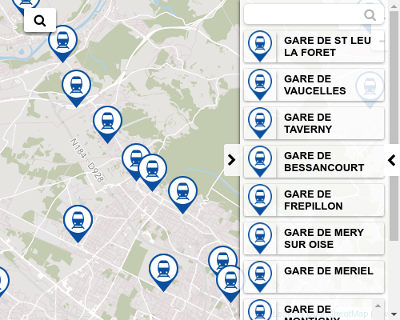 N184 - D928
GARE DE ST LEU
LA FORET
GARE DE
VAUCELLES
GARE DE
TAVERNY
GARE DE
BESSANCOURT
GARE DE
FREPILLON
GARE DE MERY
SUR OISE
GARE DE MERIEL
GARE DE
MONTIGNY